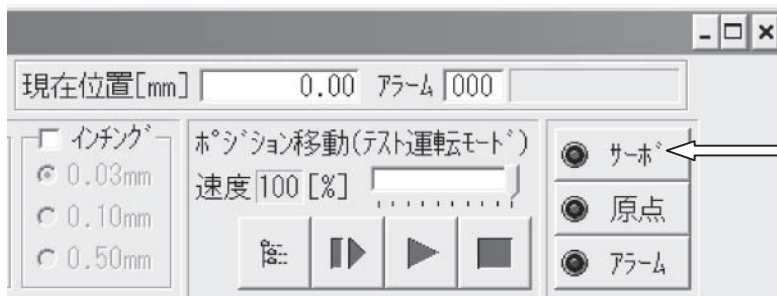 現在位置[mm] 0.00 アラーム 000
インチング
0.03mm
0.10mm
0.50mm
ポジション移動(テスト運転モード)
速度 100 [%]
サーボ
原点
アラーム